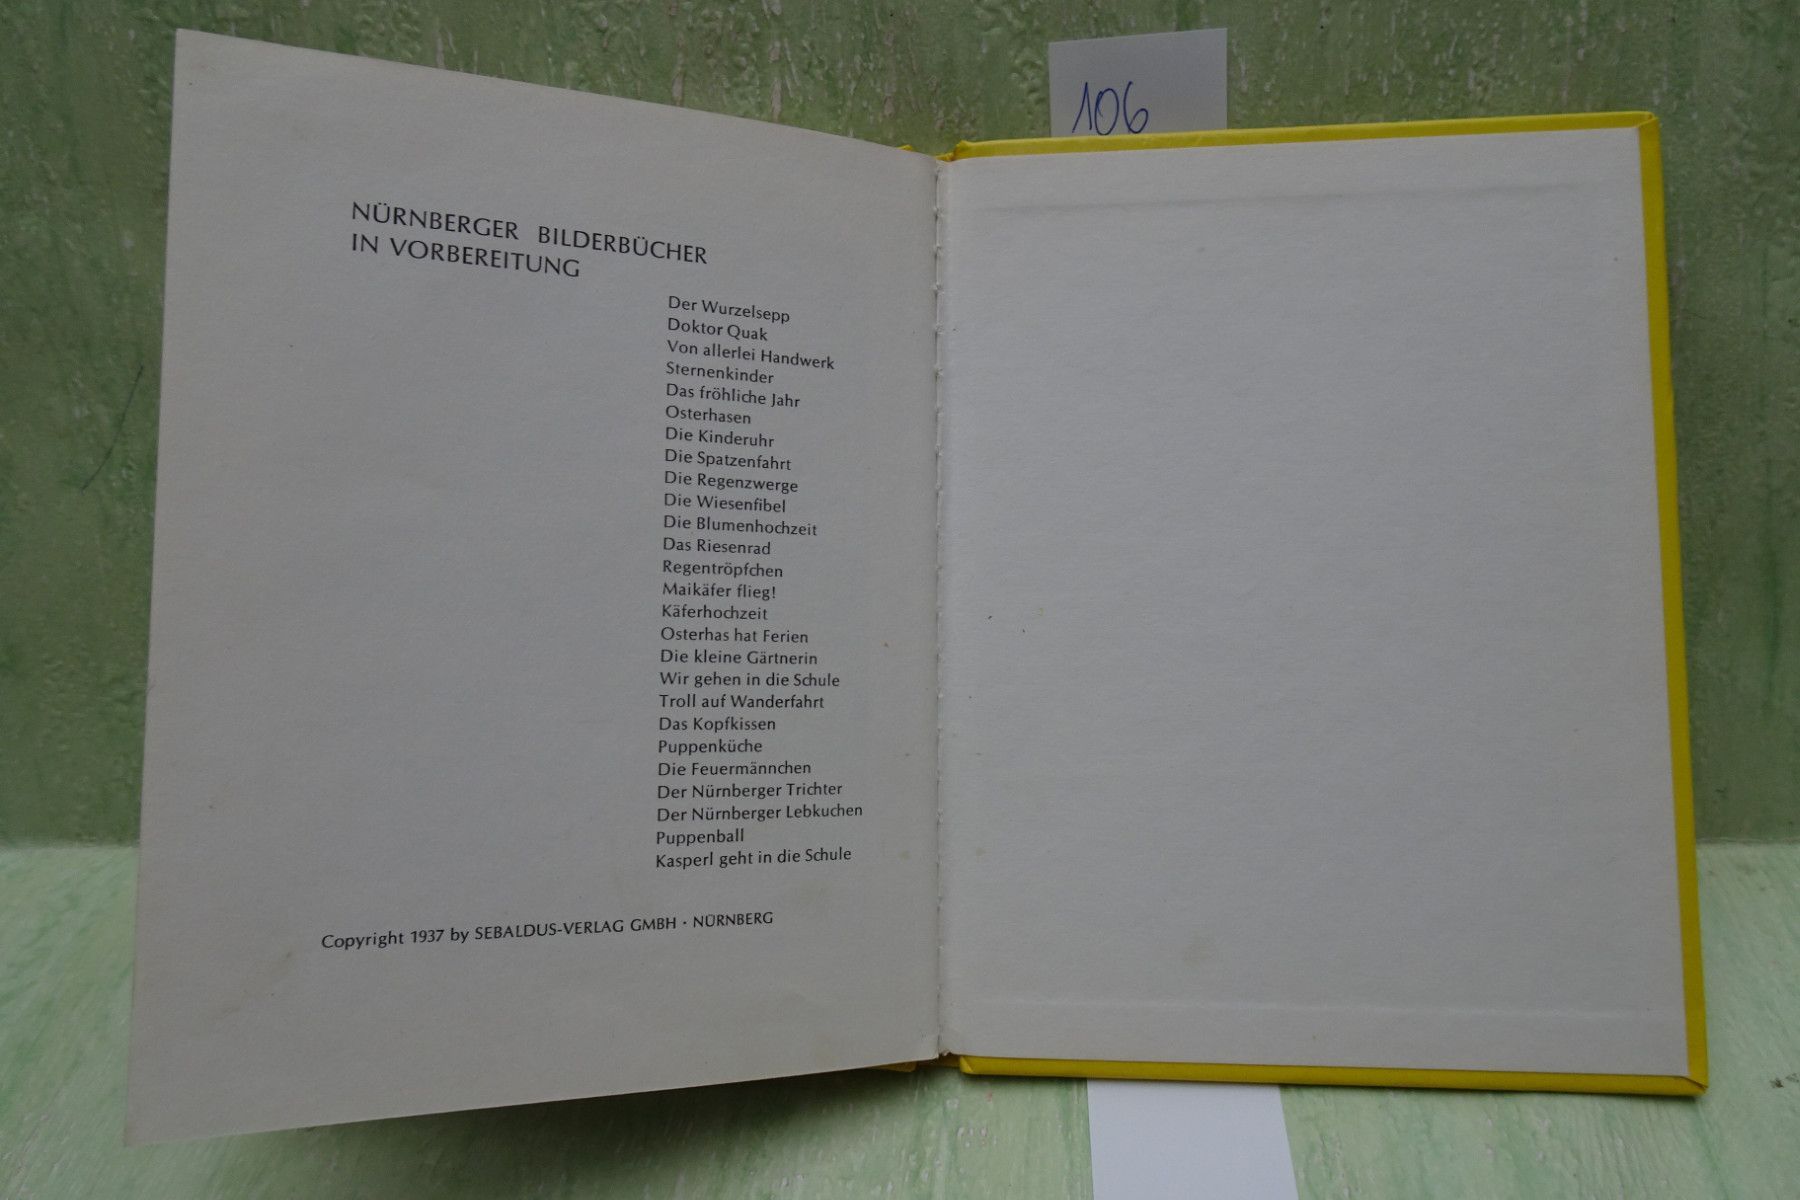 106
NÜRNBERGER BILDERBÜCHER
IN VORBEREITUNG
Der Wurzelsepp
Doktor Quak
Von allerlei Handwerk
Sternenkinder
Das fröhliche Jahr
Osterhasen
Die Kinderuhr
Die Spatzenfahrt
Die Regenzwerge
Die Wiesenfibel
Die Blumenhochzeit
Das Riesenrad
Regentröpfchen
Maikäfer flieg!
Käferhochzeit
Osterhas hat Ferien
Die kleine Gärtnerin
Wir gehen in die Schule
Troll auf Wanderfahrt
Das Kopfkissen
Puppenküche
Die Feuermännchen
Der Nürnberger Trichter
Der Nürnberger Lebkuchen
Puppenball
Kasperl geht in die Schule
Copyright 1937 by SEBALDUS-VERLAG GMBH · NÜRNBERG